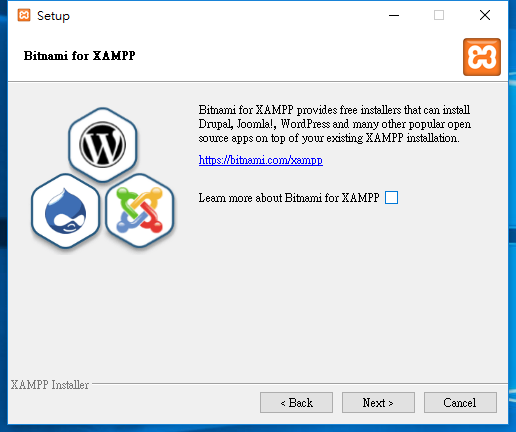 Setup
Bitnami for XAMPP
Bitnami for XAMPP provides free installers that can install
Drupal, Joomla!, WordPress and many other popular open
source apps on top of your existing XAMPP installation.
https://bitnami.com/xampp
Learn more about Bitnami for XAMPP
XAMPP Installer
< Back
Next >
Cancel